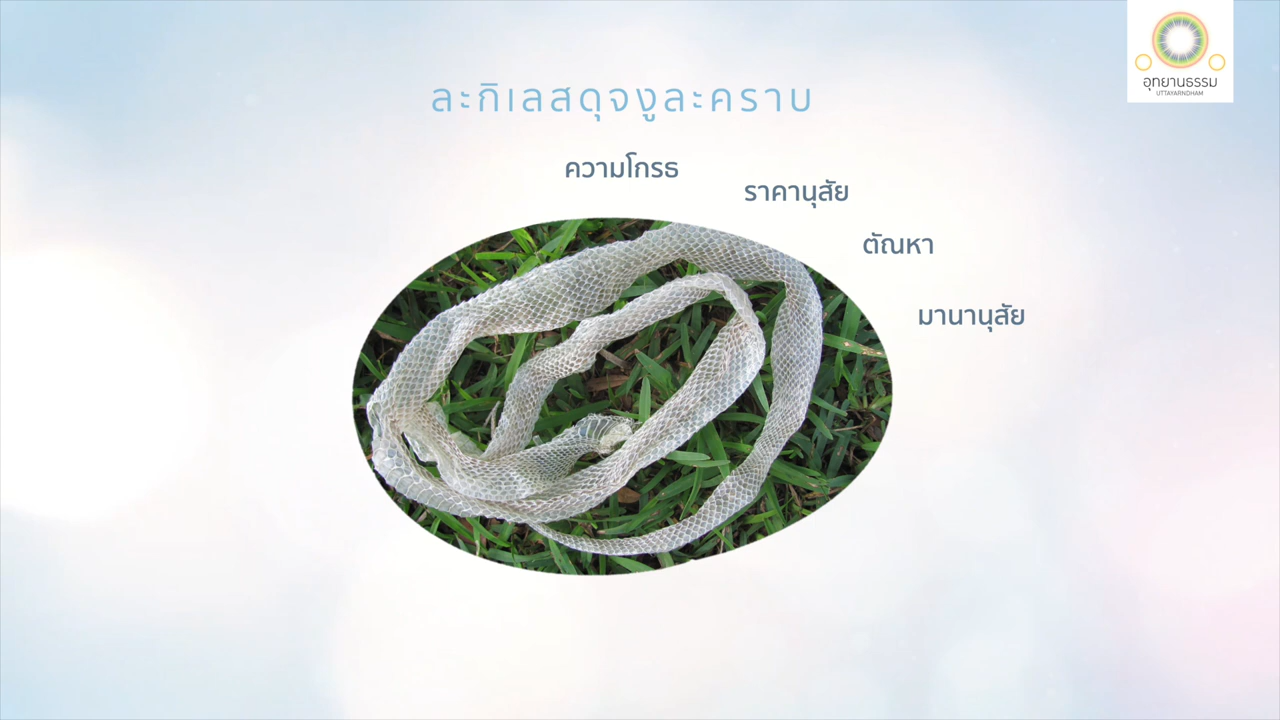 ละกิเลสดุจงูละคราบ
ความโกรธ
ราคานุสัย
ตัณหา
มานานุสัย
อุทยานธรรม
UTTAYARNDHAM